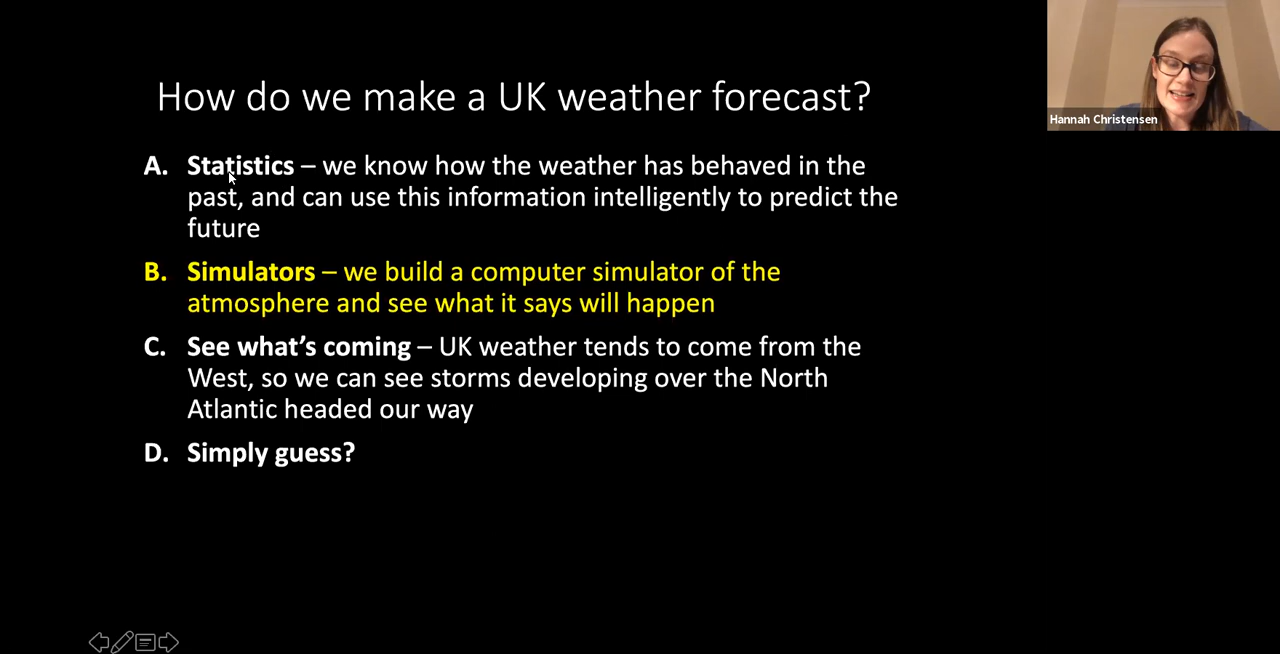 How do we make a UK weather forecast?
Hannah Christensen
A. Statistics – we know how the weather has behaved in the
past, and can use this information intelligently to predict the
future
B. Simulators – we build a computer simulator of the
atmosphere and see what it says will happen
C. See what’s coming – UK weather tends to come from the
West, so we can see storms developing over the North
Atlantic headed our way
D. Simply guess?